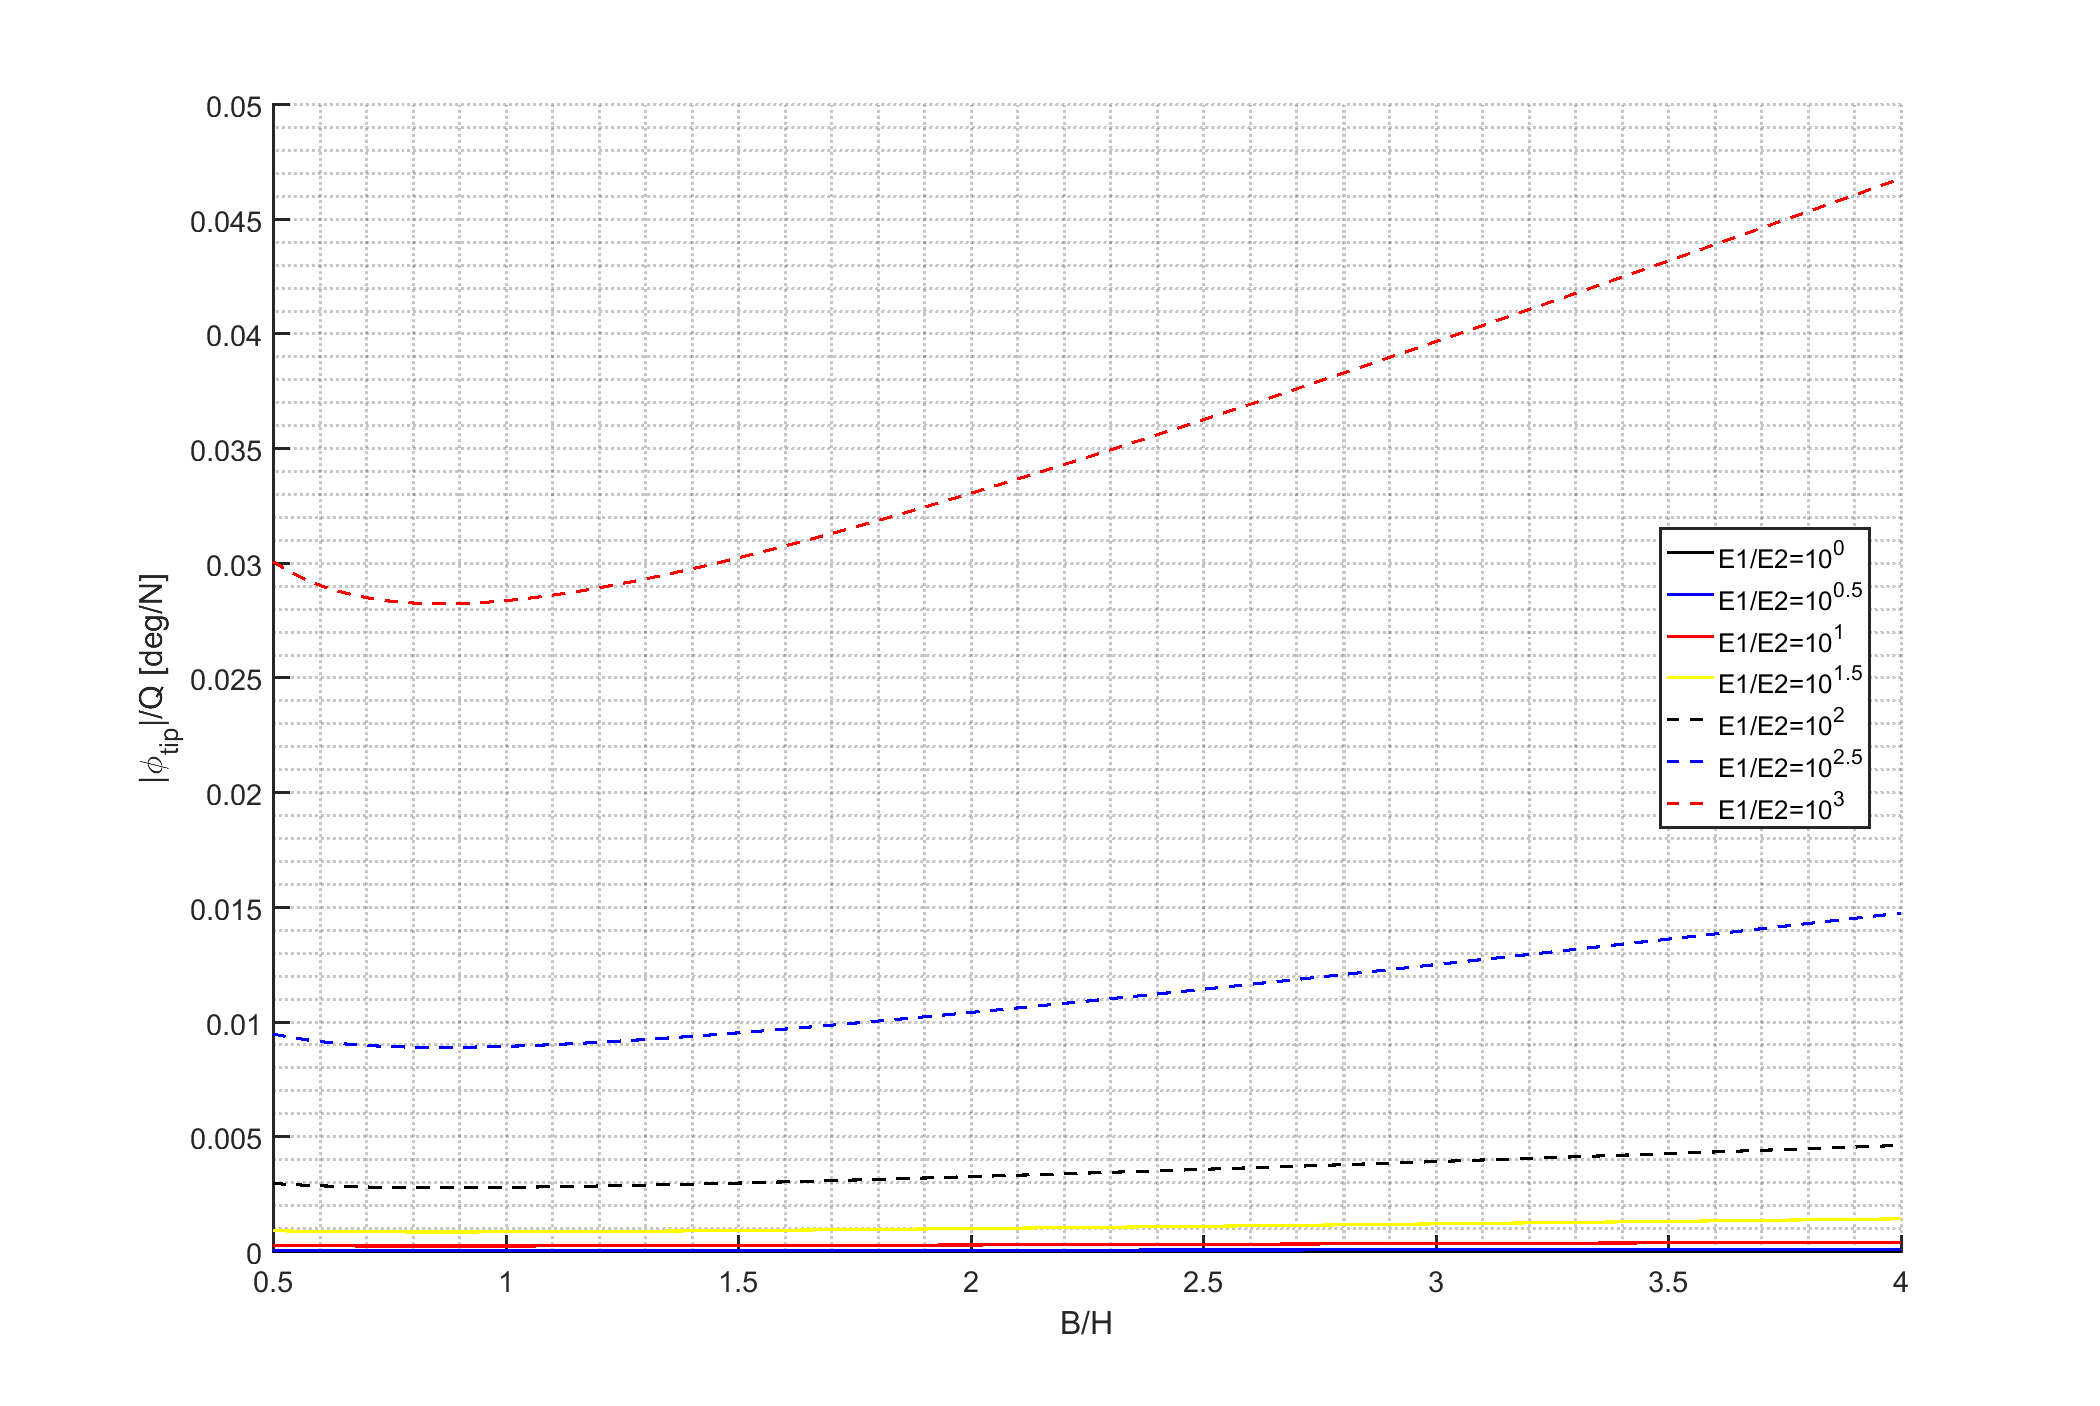 0.05
0.045
0.04
0.035
0.03
0.025
0.02
0.015
0.01
0.005
0
0.5
1
1.5
2
2.5
3
3.5
4
B/H
|ϕtip|/Q [deg/N]
E1/E2=10^0
E1/E2=10^0.5
E1/E2=10^1
E1/E2=10^1.5
E1/E2=10^2
E1/E2=10^2.5
E1/E2=10^3